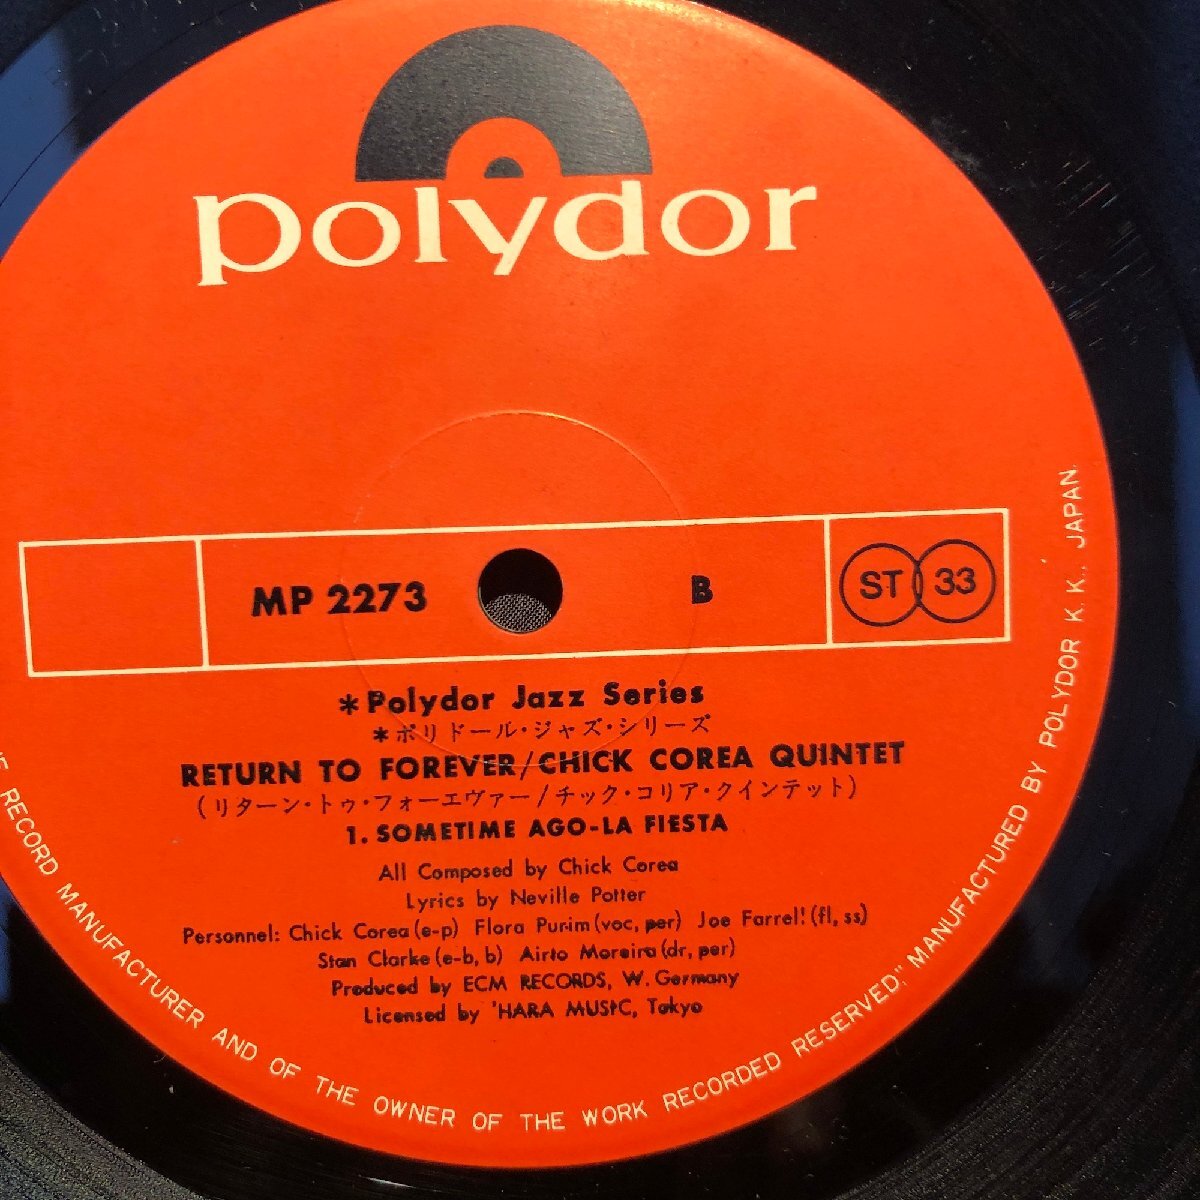 polydor
MP 2273 B ST 33
*Polydor Jazz Series
*ポリドール・ジャズ・シリーズ
RETURN TO FOREVER/CHICK COREA QUINTET
(リターン・トゥ・フォーエヴァー/チック・コリア・クインテット)
1. SOMETIME AGO-LA FIESTA
All Composed by Chick Corea
Lyrics by Neville Potter
Personnel: Chick Corea(e-p) Flora Purim(voc, per) Joe Farrell(fl, ss)
Stan Clarke(e-b, b) Airto Moreira(dr, per)
Produced by ECM RECORDS, W. Germany
Licensed by 'HARA MUSIC, Tokyo
RECORD MANUFACTURER AND OF THE OWNER OF THE WORK RECORDED RESERVED," MANUFACTURED BY POLYDOR K. K., JAPAN.